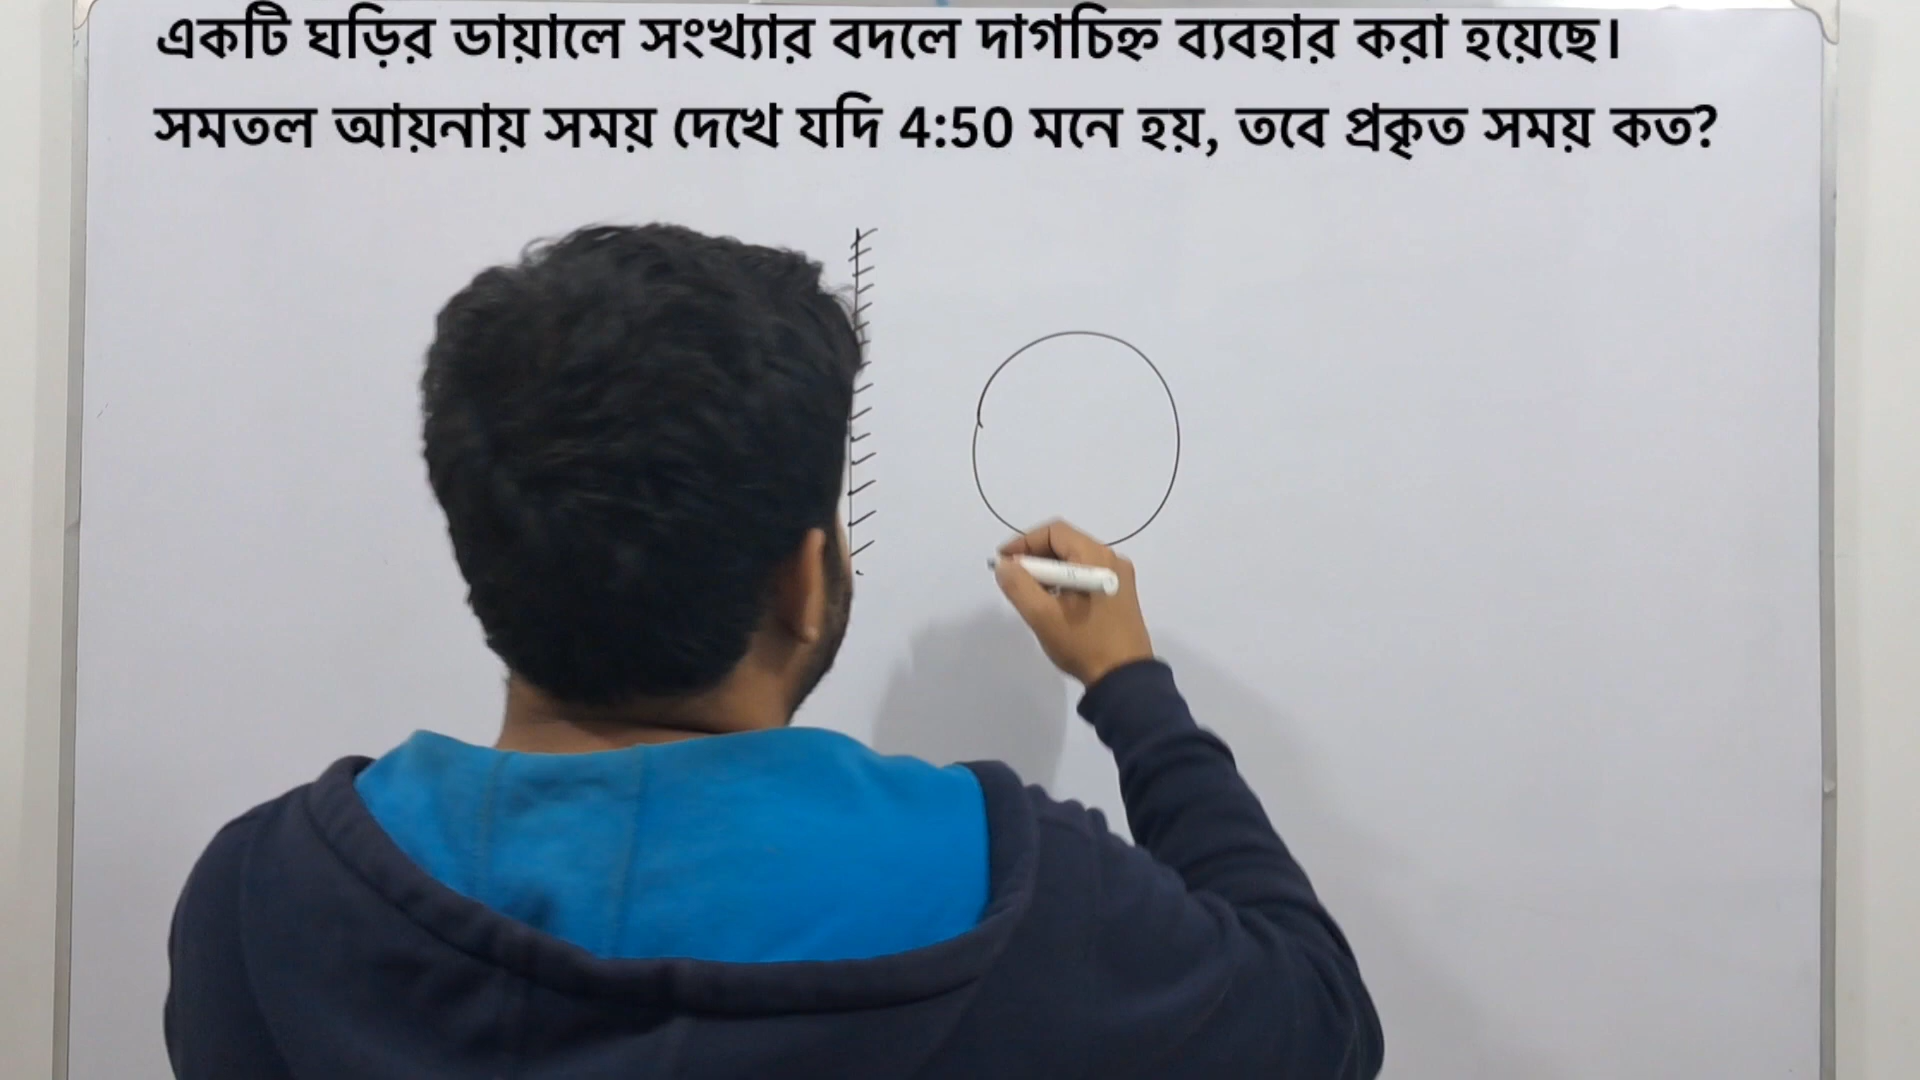 একটি ঘড়ির ডায়ালে সংখ্যার বদলে দাগচিহ্ন ব্যবহার করা হয়েছে।
সমতল আয়নায় সময় দেখে যদি 4:50 মনে হয়, তবে প্রকৃত সময় কত?